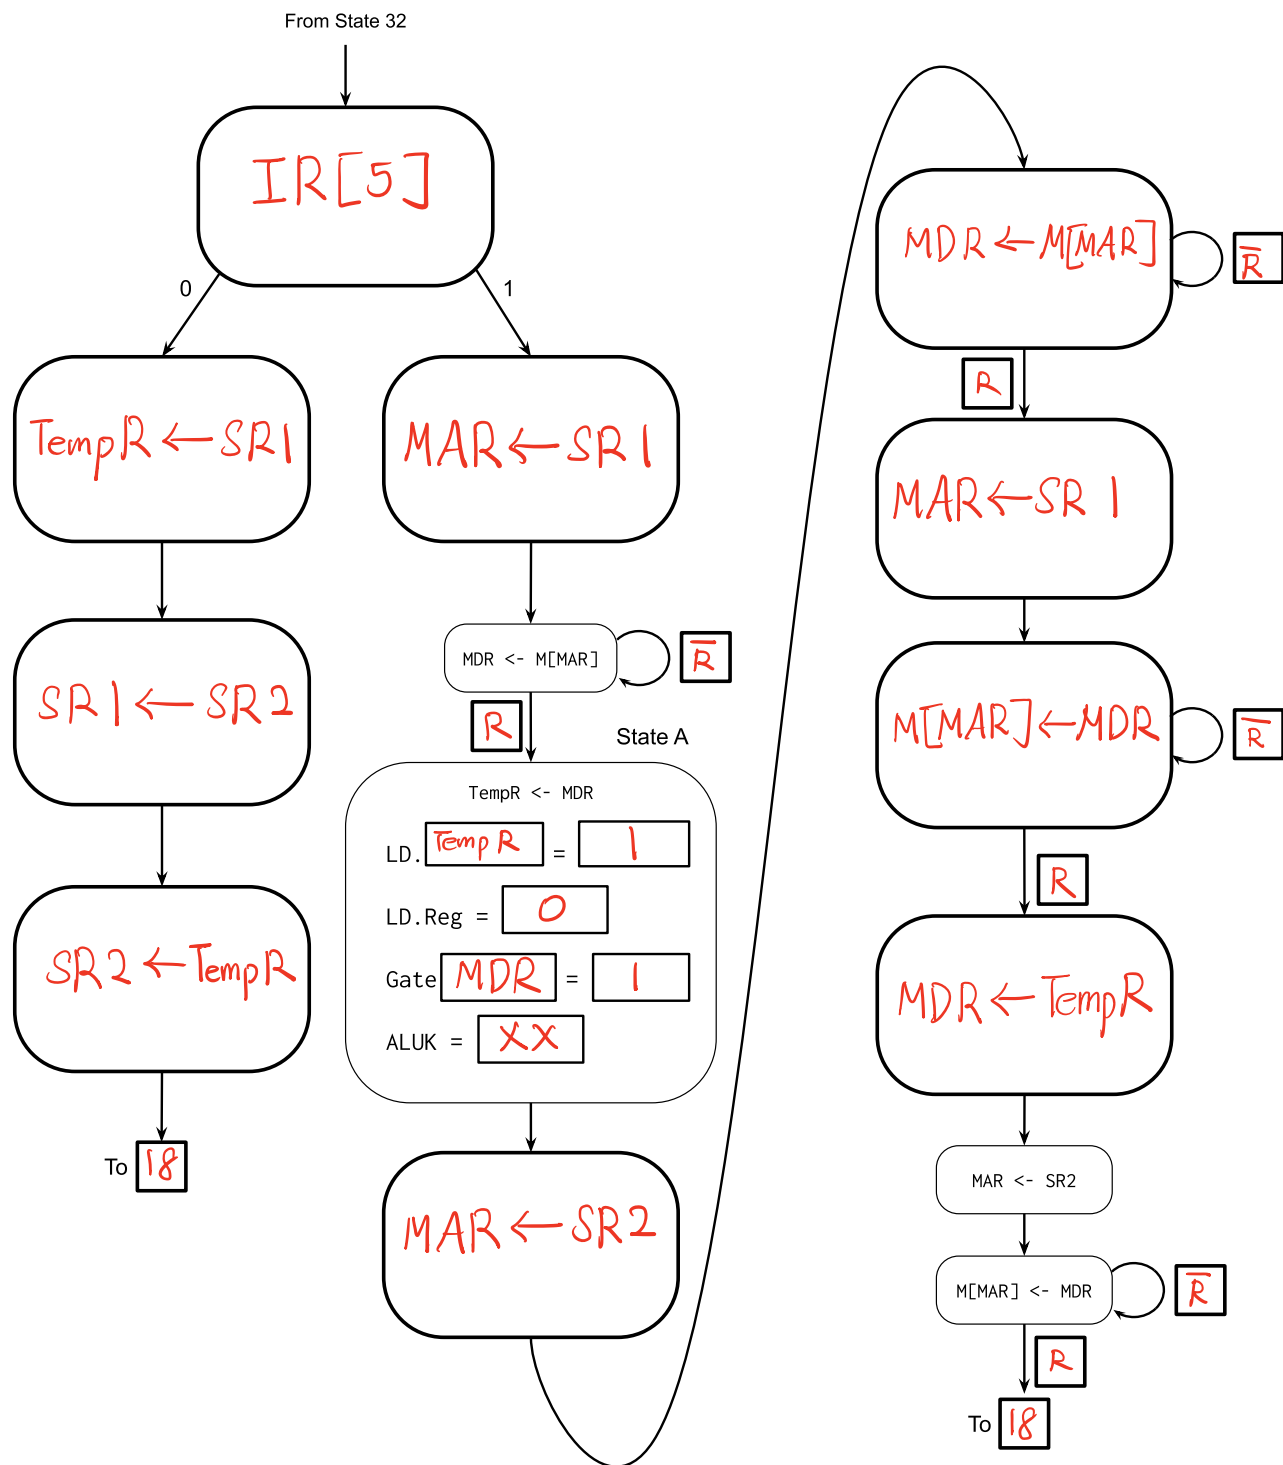 From State 32
IR[5]
0
1
TempR ← SR1
SR1 ← SR2
SR2 ← TempR
To 18
MAR ← SR1
MDR <- M[MAR]
R̅
R
State A
TempR <- MDR
LD. TempR = 1
LD.Reg = 0
Gate MDR = 1
ALUK = XX
MAR ← SR2
MDR ← M[MAR]
R̅
R
MAR ← SR1
M[MAR] ← MDR
R̅
R
MDR ← TempR
MAR <- SR2
M[MAR] <- MDR
R̅
R
To 18